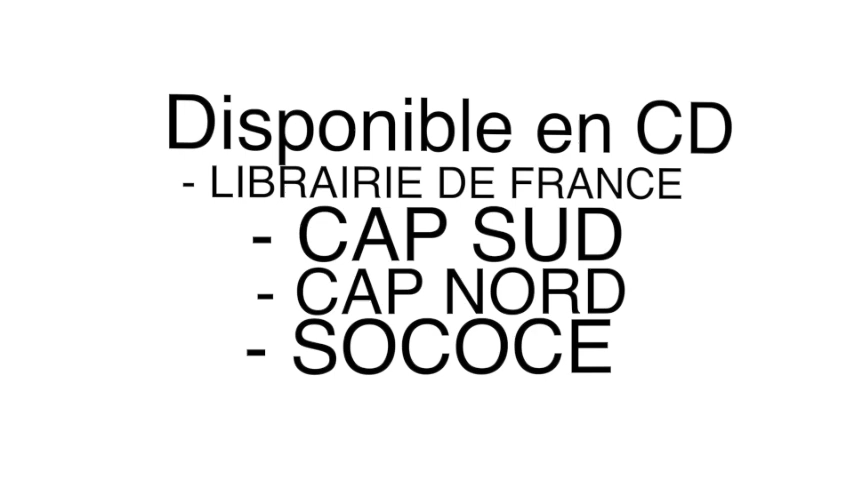 Disponible en CD
- LIBRAIRIE DE FRANCE
- CAP SUD
- CAP NORD
- SOCOCE